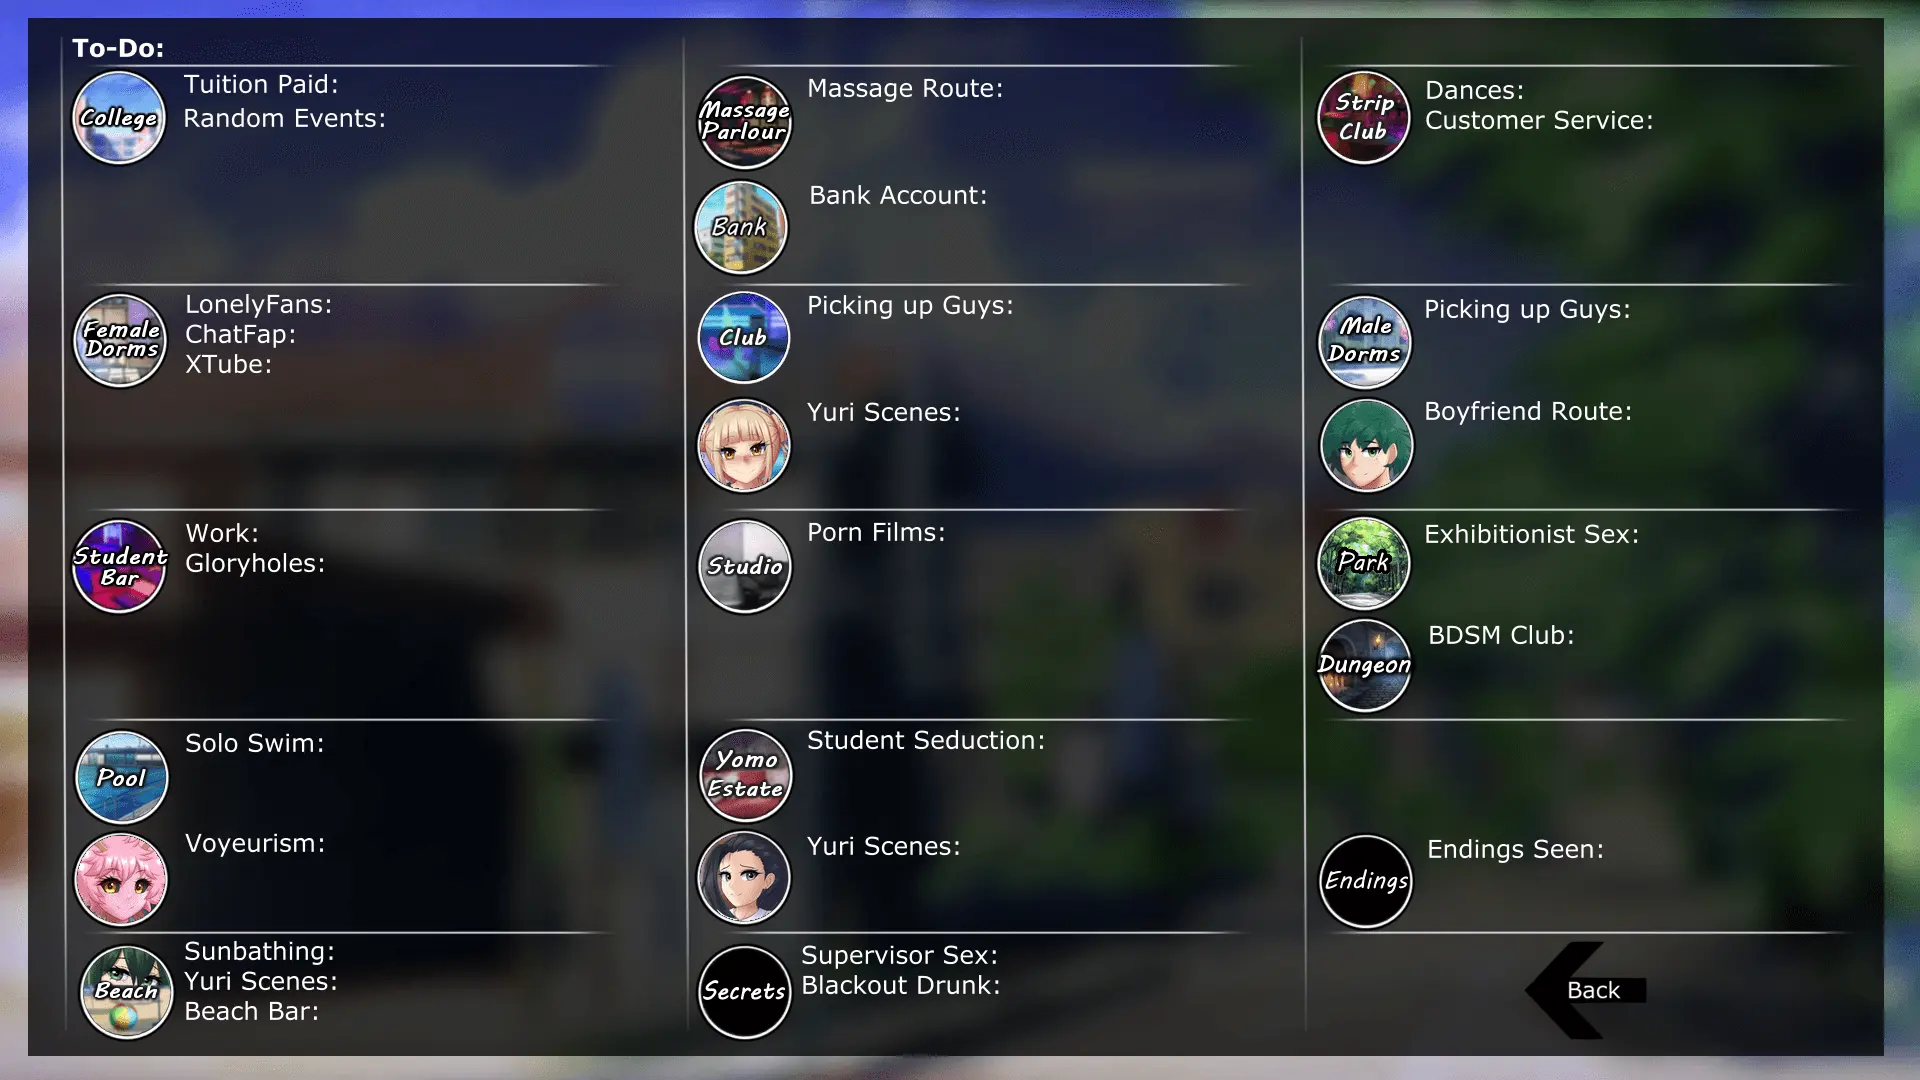 To-Do:
College
Tuition Paid:
Random Events:
Female
Dorms
LonelyFans:
ChatFap:
XTube:
Student
Bar
Work:
Gloryholes:
Pool
Solo Swim:
Voyeurism:
Beach
Sunbathing:
Yuri Scenes:
Beach Bar:
Massage
Parlour
Massage Route:
Bank
Bank Account:
Club
Picking up Guys:
Yuri Scenes:
Studio
Porn Films:
Yomo
Estate
Student Seduction:
Yuri Scenes:
Secrets
Supervisor Sex:
Blackout Drunk:
Strip
Club
Dances:
Customer Service:
Male
Dorms
Picking up Guys:
Boyfriend Route:
Park
Exhibitionist Sex:
Dungeon
BDSM Club:
Endings
Endings Seen:
Back